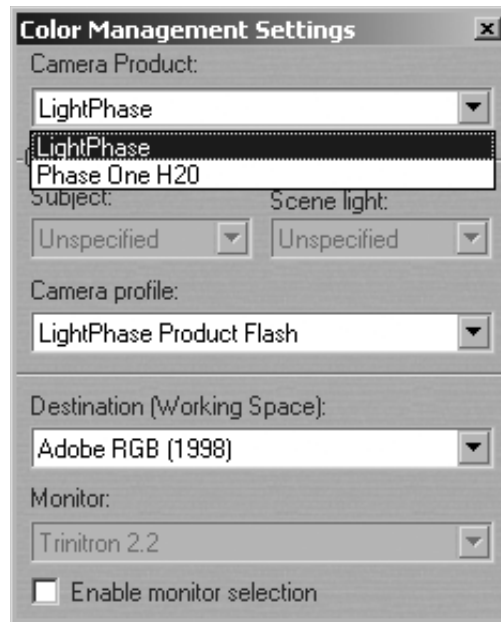 Color Management Settings
Camera Product:
LightPhase
LightPhase
Phase One H20
Subject:
Scene light:
Unspecified
Unspecified
Camera profile:
LightPhase Product Flash
Destination (Working Space):
Adobe RGB (1998)
Monitor:
Trinitron 2.2
Enable monitor selection